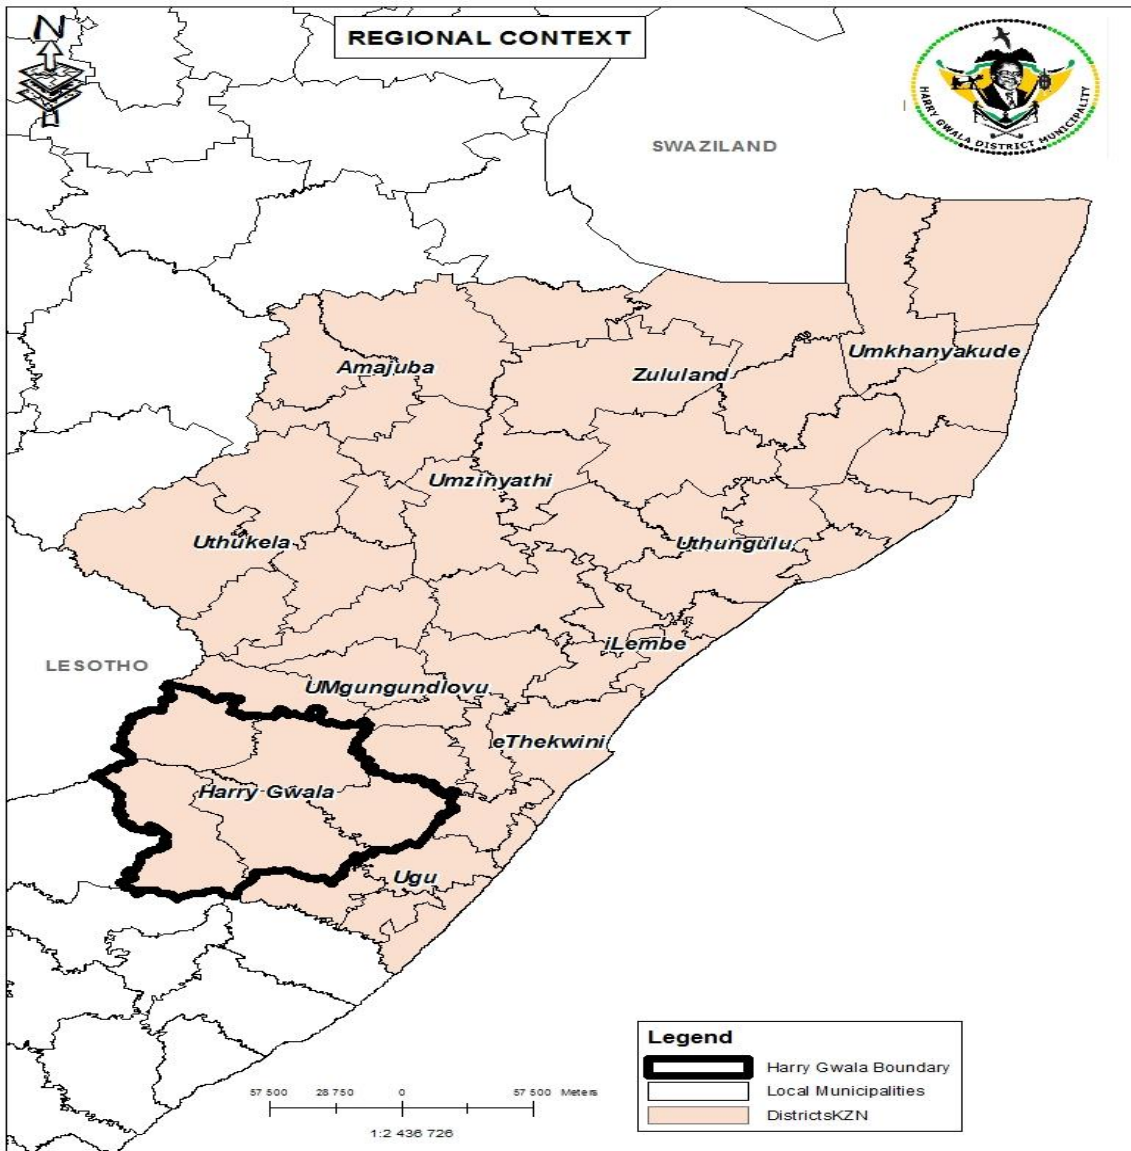 N
REGIONAL CONTEXT
HARRY GWALA DISTRICT MUNICIPALITY
SWAZILAND
Umkhanyakude
Amajuba
Zululand
Umzinyathi
Uthukela
Uthungulu
iLembe
LESOTHO
UMgungundlovu
eThekwini
Harry Gwala
Ugu
Legend
Harry Gwala Boundary
Local Municipalities
DistrictsKZN
57 500 28 750 0 57 500 Meters
1:2 436 726